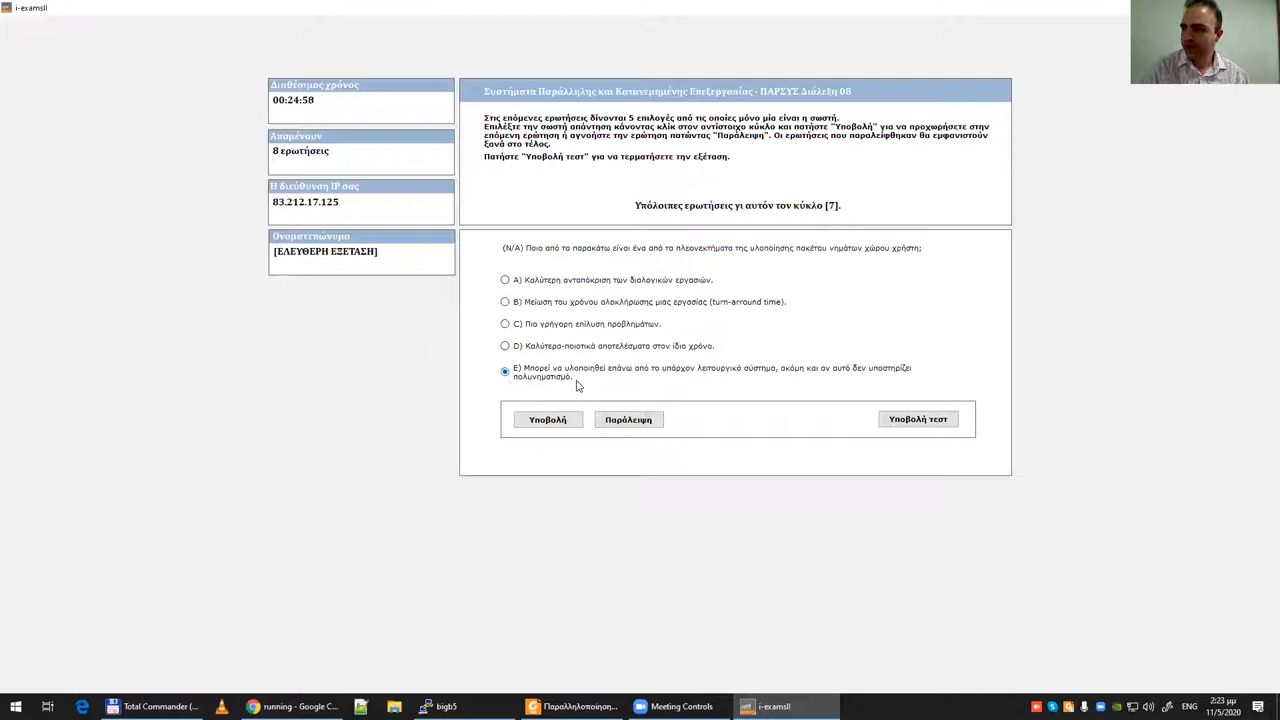 i-examsII
Διαθέσιμος χρόνος
00:24:58
Απομένουν
8 ερωτήσεις
Η διεύθυνση IP σας
83.212.17.125
Ονοματεπώνυμο
[ΕΛΕΥΘΕΡΗ ΕΞΕΤΑΣΗ]
Συστήματα Παράλληλης και Κατανεμημένης Επεξεργασίας - ΠΑΡΣΥΣ Διάλεξη 08
Στις επόμενες ερωτήσεις δίνονται 5 επιλογές από τις οποίες μόνο μία είναι η σωστή.
Επιλέξτε την σωστή απάντηση κάνοντας κλίκ στον αντίστοιχο κύκλο και πατήστε "Υποβολή" για να προχωρήσετε στην
επόμενη ερώτηση ή αγνοήστε την ερώτηση πατώντας "Παράλειψη". Οι ερωτήσεις που παραλείφθηκαν θα εμφανιστούν
ξανά στο τέλος.
Πατήστε "Υποβολή τεστ" για να τερματήσετε την εξέταση.
Υπόλοιπες ερωτήσεις γι αυτόν τον κύκλο [7].
(N/A) Ποιο από τα παρακάτω είναι ένα από τα πλεονεκτήματα της υλοποίησης πακέτου νημάτων χώρου χρήστη;
A) Καλύτερη ανταπόκριση των διαλογικών εργασιών.
B) Μείωση του χρόνου ολοκλήρωσης μιας εργασίας (turn-arround time).
C) Πιο γρήγορη επίλυση προβλημάτων.
D) Καλύτερα-ποιοτικά αποτελέσματα στον ίδιο χρόνο.
E) Μπορεί να υλοποιηθεί επάνω από το υπάρχον λειτουργικό σύστημα, ακόμη και αν αυτό δεν υποστηρίζει
πολυνηματισμό.
Υποβολή
Παράλειψη
Υποβολή τεστ
Total Commander (...
running - Google C...
bigb5
Παραλληλοποίηση...
Meeting Controls
i-examsII
ENG
2:23 μμ
11/5/2020